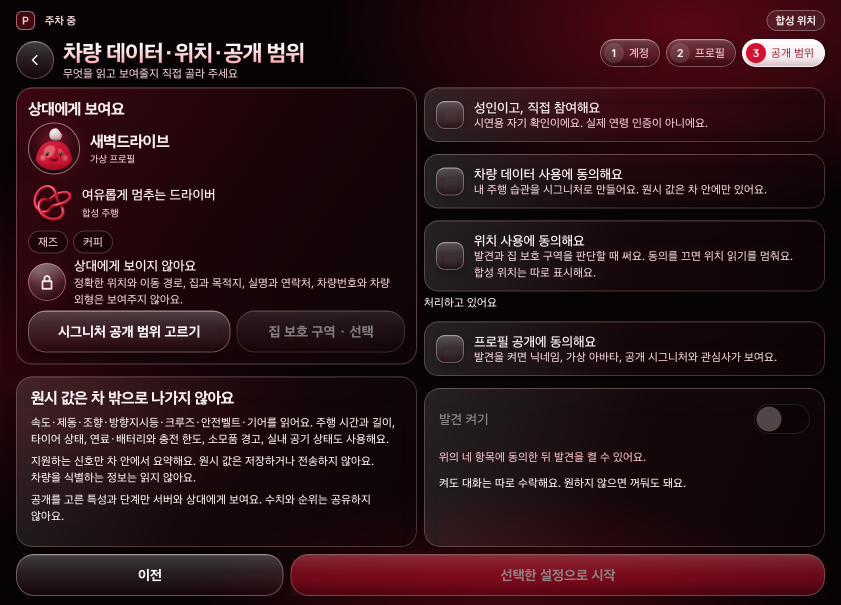 P 주차 중
합성 위치
차량 데이터·위치·공개 범위
무엇을 읽고 보여줄지 직접 골라 주세요
1 계정
2 프로필
3 공개 범위
상대에게 보여요
새벽드라이브
가상 프로필
여유롭게 멈추는 드라이버
합성 주행
재즈
커피
상대에게 보이지 않아요
정확한 위치와 이동 경로, 집과 목적지, 실명과 연락처, 차량번호와 차량
외형은 보여주지 않아요.
시그니처 공개 범위 고르기
집 보호 구역 · 선택
원시 값은 차 밖으로 나가지 않아요
속도·제동·조향·방향지시등·크루즈·안전벨트·기어를 읽어요. 주행 시간과 길이,
타이어 상태, 연료·배터리와 충전 한도, 소모품 경고, 실내 공기 상태도 사용해요.
지원하는 신호만 차 안에서 요약해요. 원시 값은 저장하거나 전송하지 않아요.
차량을 식별하는 정보는 읽지 않아요.
공개를 고른 특성과 단계만 서버와 상대에게 보여요. 수치와 순위는 공유하지
않아요.
성인이고, 직접 참여해요
시연용 자기 확인이에요. 실제 연령 인증이 아니에요.
차량 데이터 사용에 동의해요
내 주행 습관을 시그니처로 만들어요. 원시 값은 차 안에만 있어요.
위치 사용에 동의해요
발견과 집 보호 구역을 판단할 때 써요. 동의를 끄면 위치 읽기를 멈춰요.
합성 위치는 따로 표시해요.
처리하고 있어요
프로필 공개에 동의해요
발견을 켜면 닉네임, 가상 아바타, 공개 시그니처와 관심사가 보여요.
발견 켜기
위의 네 항목에 동의한 뒤 발견을 켤 수 있어요.
켜도 대화는 따로 수락해요. 원하지 않으면 꺼둬도 돼요.
이전
선택한 설정으로 시작